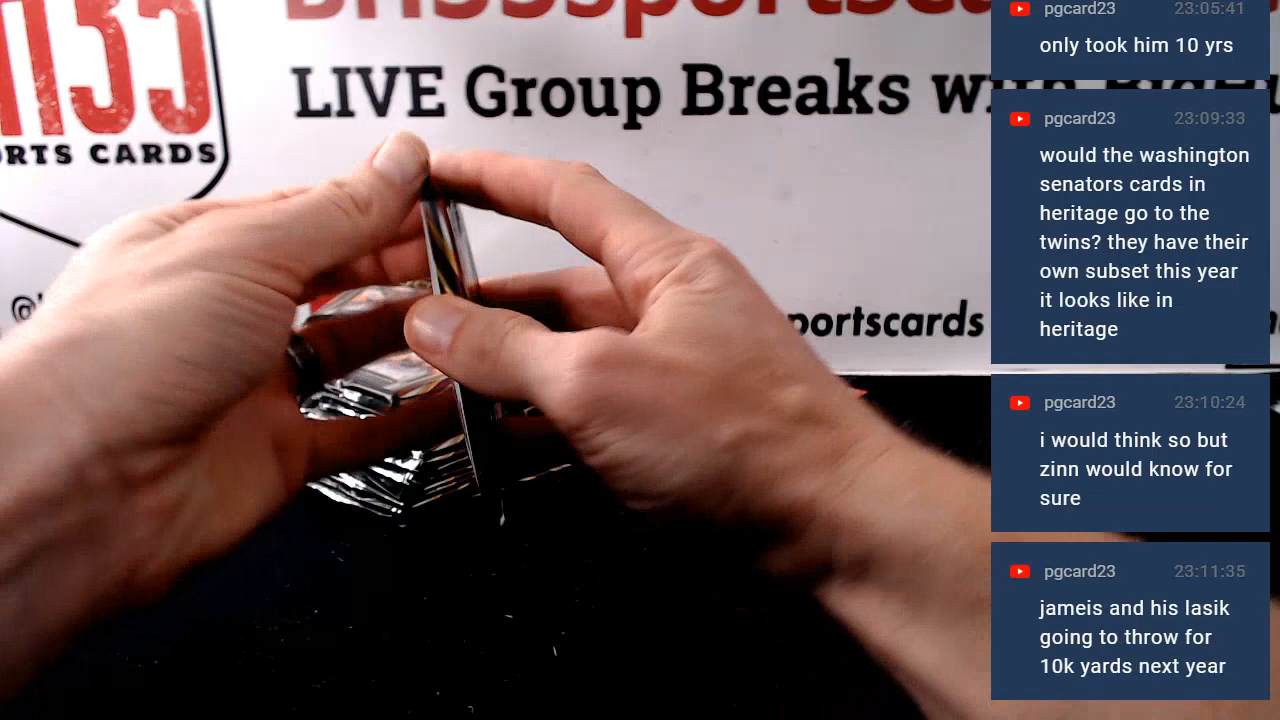 LIVE Group Breaks
RTS CARDS
portscards
pgcard23 23:05:41
only took him 10 yrs
pgcard23 23:09:33
would the washington
senators cards in
heritage go to the
twins? they have their
own subset this year
it looks like in
heritage
pgcard23 23:10:24
i would think so but
zinn would know for
sure
pgcard23 23:11:35
jameis and his lasik
going to throw for
10k yards next year